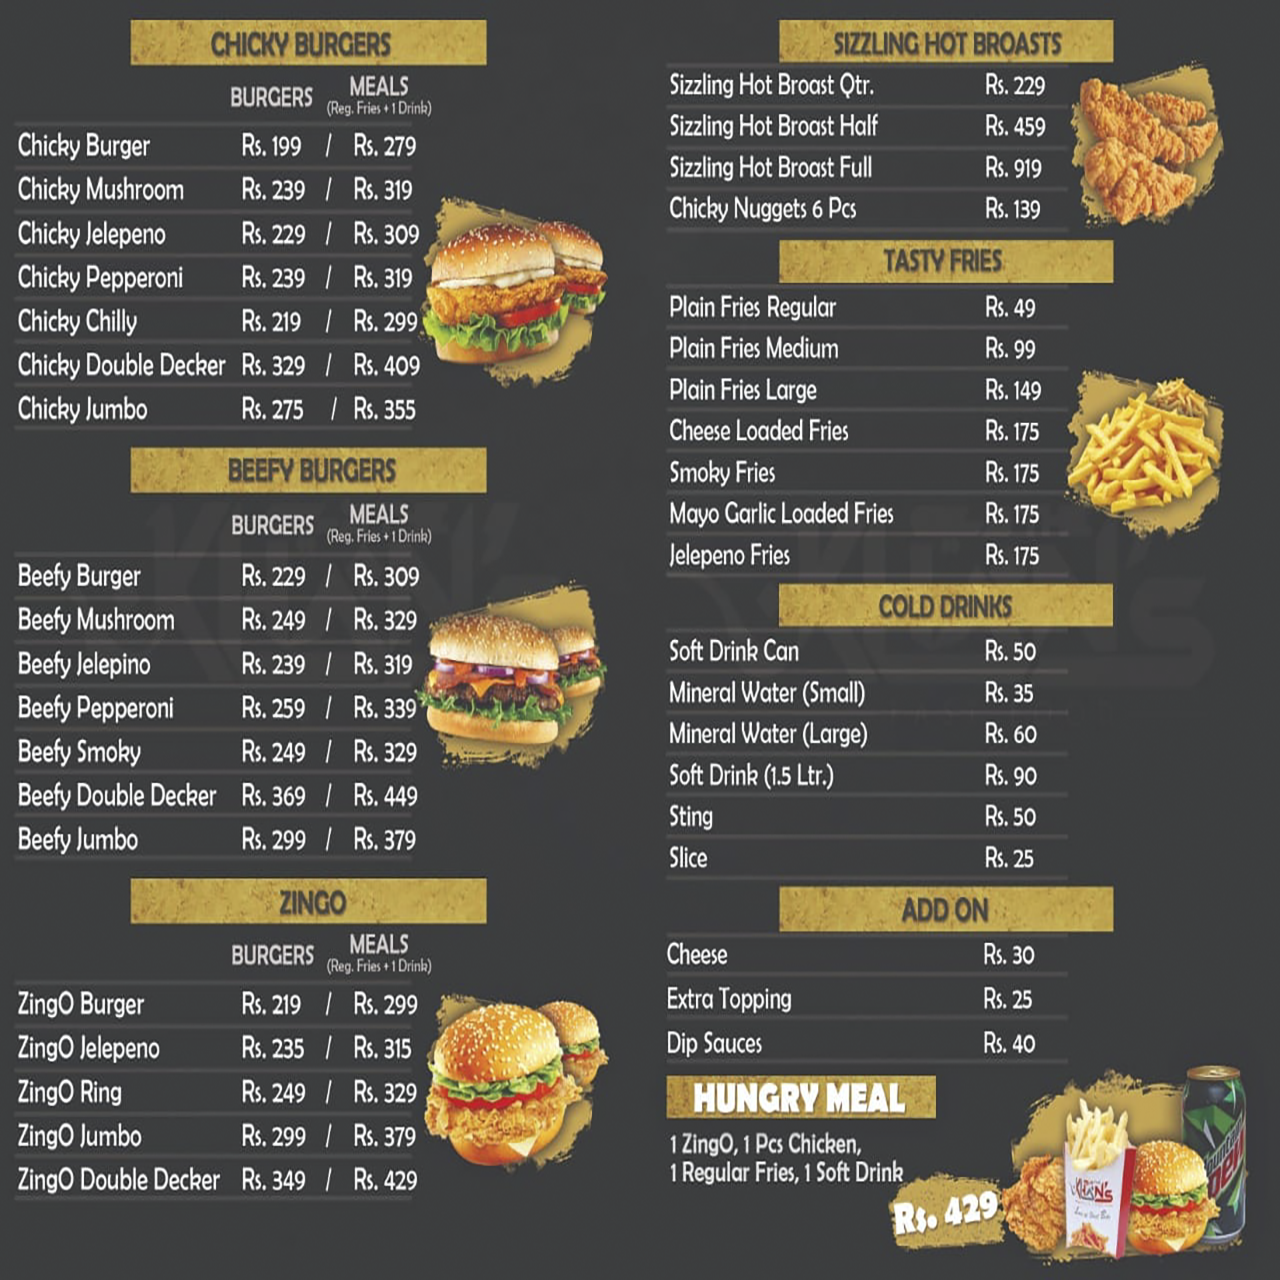 CHICKY BURGERS
BURGERS MEALS
(Reg. Fries + 1 Drink)
Chicky Burger Rs. 199 / Rs. 279
Chicky Mushroom Rs. 239 / Rs. 319
Chicky Jelepeno Rs. 229 / Rs. 309
Chicky Pepperoni Rs. 239 / Rs. 319
Chicky Chilly Rs. 219 / Rs. 299
Chicky Double Decker Rs. 329 / Rs. 409
Chicky Jumbo Rs. 275 / Rs. 355
BEEFY BURGERS
BURGERS MEALS
(Reg. Fries + 1 Drink)
Beefy Burger Rs. 229 / Rs. 309
Beefy Mushroom Rs. 249 / Rs. 329
Beefy Jelepino Rs. 239 / Rs. 319
Beefy Pepperoni Rs. 259 / Rs. 339
Beefy Smoky Rs. 249 / Rs. 329
Beefy Double Decker Rs. 369 / Rs. 449
Beefy Jumbo Rs. 299 / Rs. 379
ZINGO
BURGERS MEALS
(Reg. Fries + 1 Drink)
ZingO Burger Rs. 219 / Rs. 299
ZingO Jelepeno Rs. 235 / Rs. 315
ZingO Ring Rs. 249 / Rs. 329
ZingO Jumbo Rs. 299 / Rs. 379
ZingO Double Decker Rs. 349 / Rs. 429
SIZZLING HOT BROASTS
Sizzling Hot Broast Qtr. Rs. 229
Sizzling Hot Broast Half Rs. 459
Sizzling Hot Broast Full Rs. 919
Chicky Nuggets 6 Pcs Rs. 139
TASTY FRIES
Plain Fries Regular Rs. 49
Plain Fries Medium Rs. 99
Plain Fries Large Rs. 149
Cheese Loaded Fries Rs. 175
Smoky Fries Rs. 175
Mayo Garlic Loaded Fries Rs. 175
Jelepeno Fries Rs. 175
COLD DRINKS
Soft Drink Can Rs. 50
Mineral Water (Small) Rs. 35
Mineral Water (Large) Rs. 60
Soft Drink (1.5 Ltr.) Rs. 90
Sting Rs. 50
Slice Rs. 25
ADD ON
Cheese Rs. 30
Extra Topping Rs. 25
Dip Sauces Rs. 40
HUNGRY MEAL
1 ZingO, 1 Pcs Chicken,
1 Regular Fries, 1 Soft Drink
Rs. 429
KHAN'S